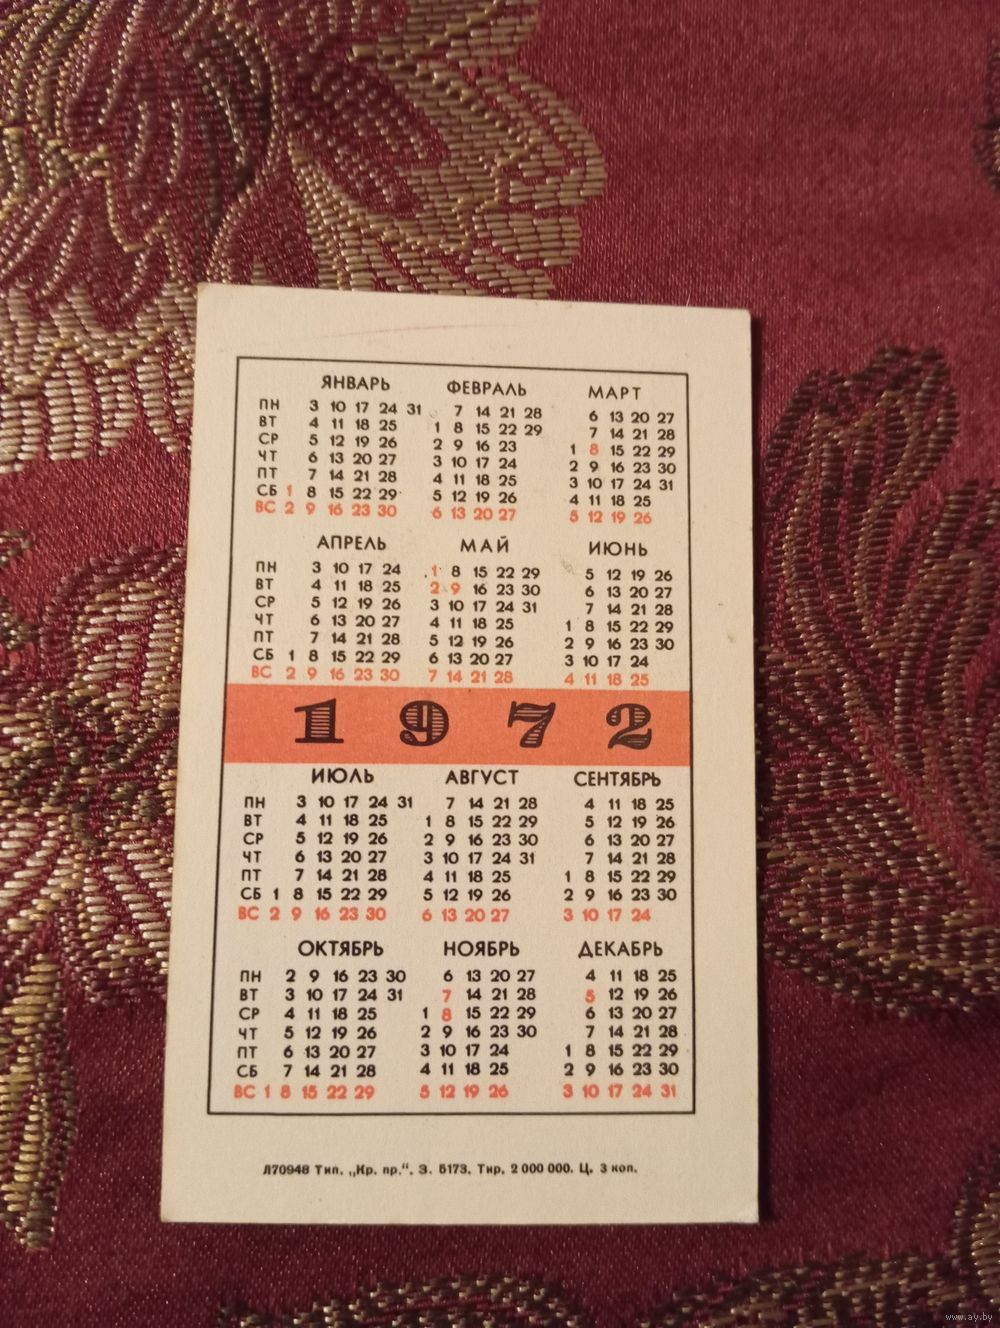 ЯНВАРЬ ФЕВРАЛЬ МАРТ
ПН 3 10 17 24 31 7 14 21 28 6 13 20 27
ВТ 4 11 18 25 1 8 15 22 29 7 14 21 28
СР 5 12 19 26 2 9 16 23 1 8 15 22 29
ЧТ 6 13 20 27 3 10 17 24 2 9 16 23 30
ПТ 7 14 21 28 4 11 18 25 3 10 17 24 31
СБ 1 8 15 22 29 5 12 19 26 4 11 18 25
ВС 2 9 16 23 30 6 13 20 27 5 12 19 26
АПРЕЛЬ МАЙ ИЮНЬ
ПН 3 10 17 24 1 8 15 22 29 5 12 19 26
ВТ 4 11 18 25 2 9 16 23 30 6 13 20 27
СР 5 12 19 26 3 10 17 24 31 7 14 21 28
ЧТ 6 13 20 27 4 11 18 25 1 8 15 22 29
ПТ 7 14 21 28 5 12 19 26 2 9 16 23 30
СБ 1 8 15 22 29 6 13 20 27 3 10 17 24
ВС 2 9 16 23 30 7 14 21 28 4 11 18 25
1972
ИЮЛЬ АВГУСТ СЕНТЯБРЬ
ПН 3 10 17 24 31 7 14 21 28 4 11 18 25
ВТ 4 11 18 25 1 8 15 22 29 5 12 19 26
СР 5 12 19 26 2 9 16 23 30 6 13 20 27
ЧТ 6 13 20 27 3 10 17 24 31 7 14 21 28
ПТ 7 14 21 28 4 11 18 25 1 8 15 22 29
СБ 1 8 15 22 29 5 12 19 26 2 9 16 23 30
ВС 2 9 16 23 30 6 13 20 27 3 10 17 24
ОКТЯБРЬ НОЯБРЬ ДЕКАБРЬ
ПН 2 9 16 23 30 6 13 20 27 4 11 18 25
ВТ 3 10 17 24 31 7 14 21 28 5 12 19 26
СР 4 11 18 25 1 8 15 22 29 6 13 20 27
ЧТ 5 12 19 26 2 9 16 23 30 7 14 21 28
ПТ 6 13 20 27 3 10 17 24 1 8 15 22 29
СБ 7 14 21 28 4 11 18 25 2 9 16 23 30
ВС 1 8 15 22 29 5 12 19 26 3 10 17 24 31
Л70948 Тип. „Кр. пр.“. З. 5173. Тир. 2 000 000. Ц. 3 коп.
www.ay.by